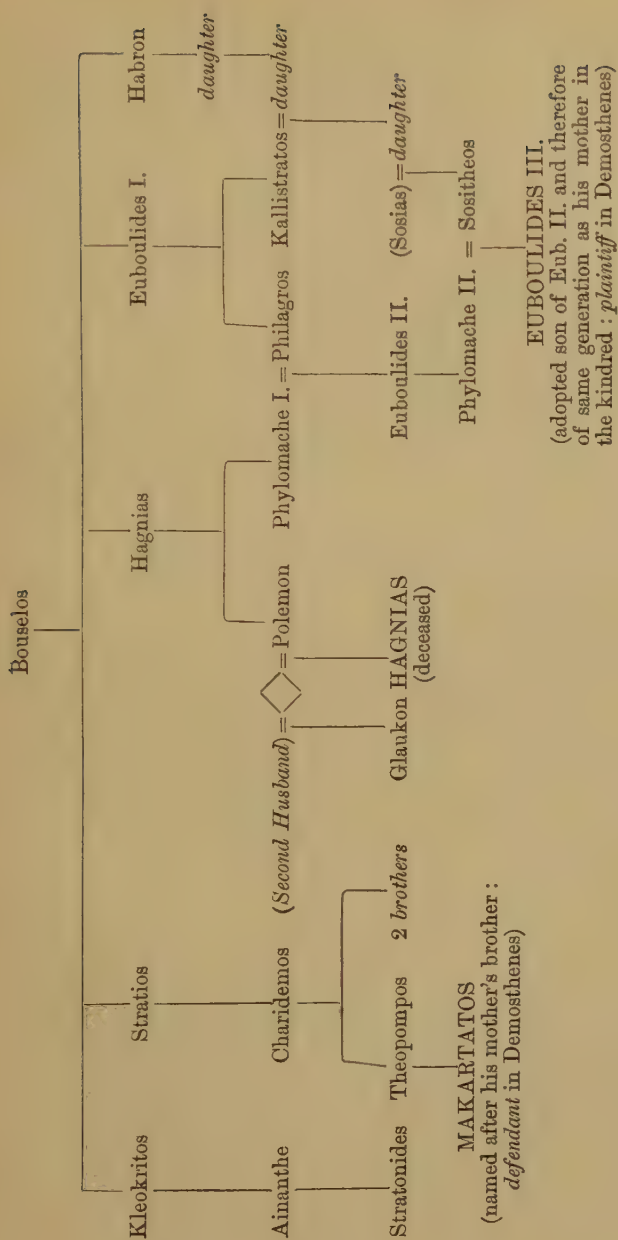 Bouselos
Kleokritos Stratios Hagnias Euboulides I. Habron
daughter
Ainanthe Charidemos (Second Husband) = ◇ = Polemon Phylomache I. = Philagros Kallistratos = daughter
Stratonides Theopompos 2 brothers Glaukon HAGNIAS Euboulides II. (Sosias) = daughter
(deceased)
MAKARTATOS
(named after his mother's brother :
defendant in Demosthenes)
Phylomache II. = Sositheos
EUBOULIDES III.
(adopted son of Eub. II. and therefore
of same generation as his mother in
the kindred : plaintiff in Demosthenes)